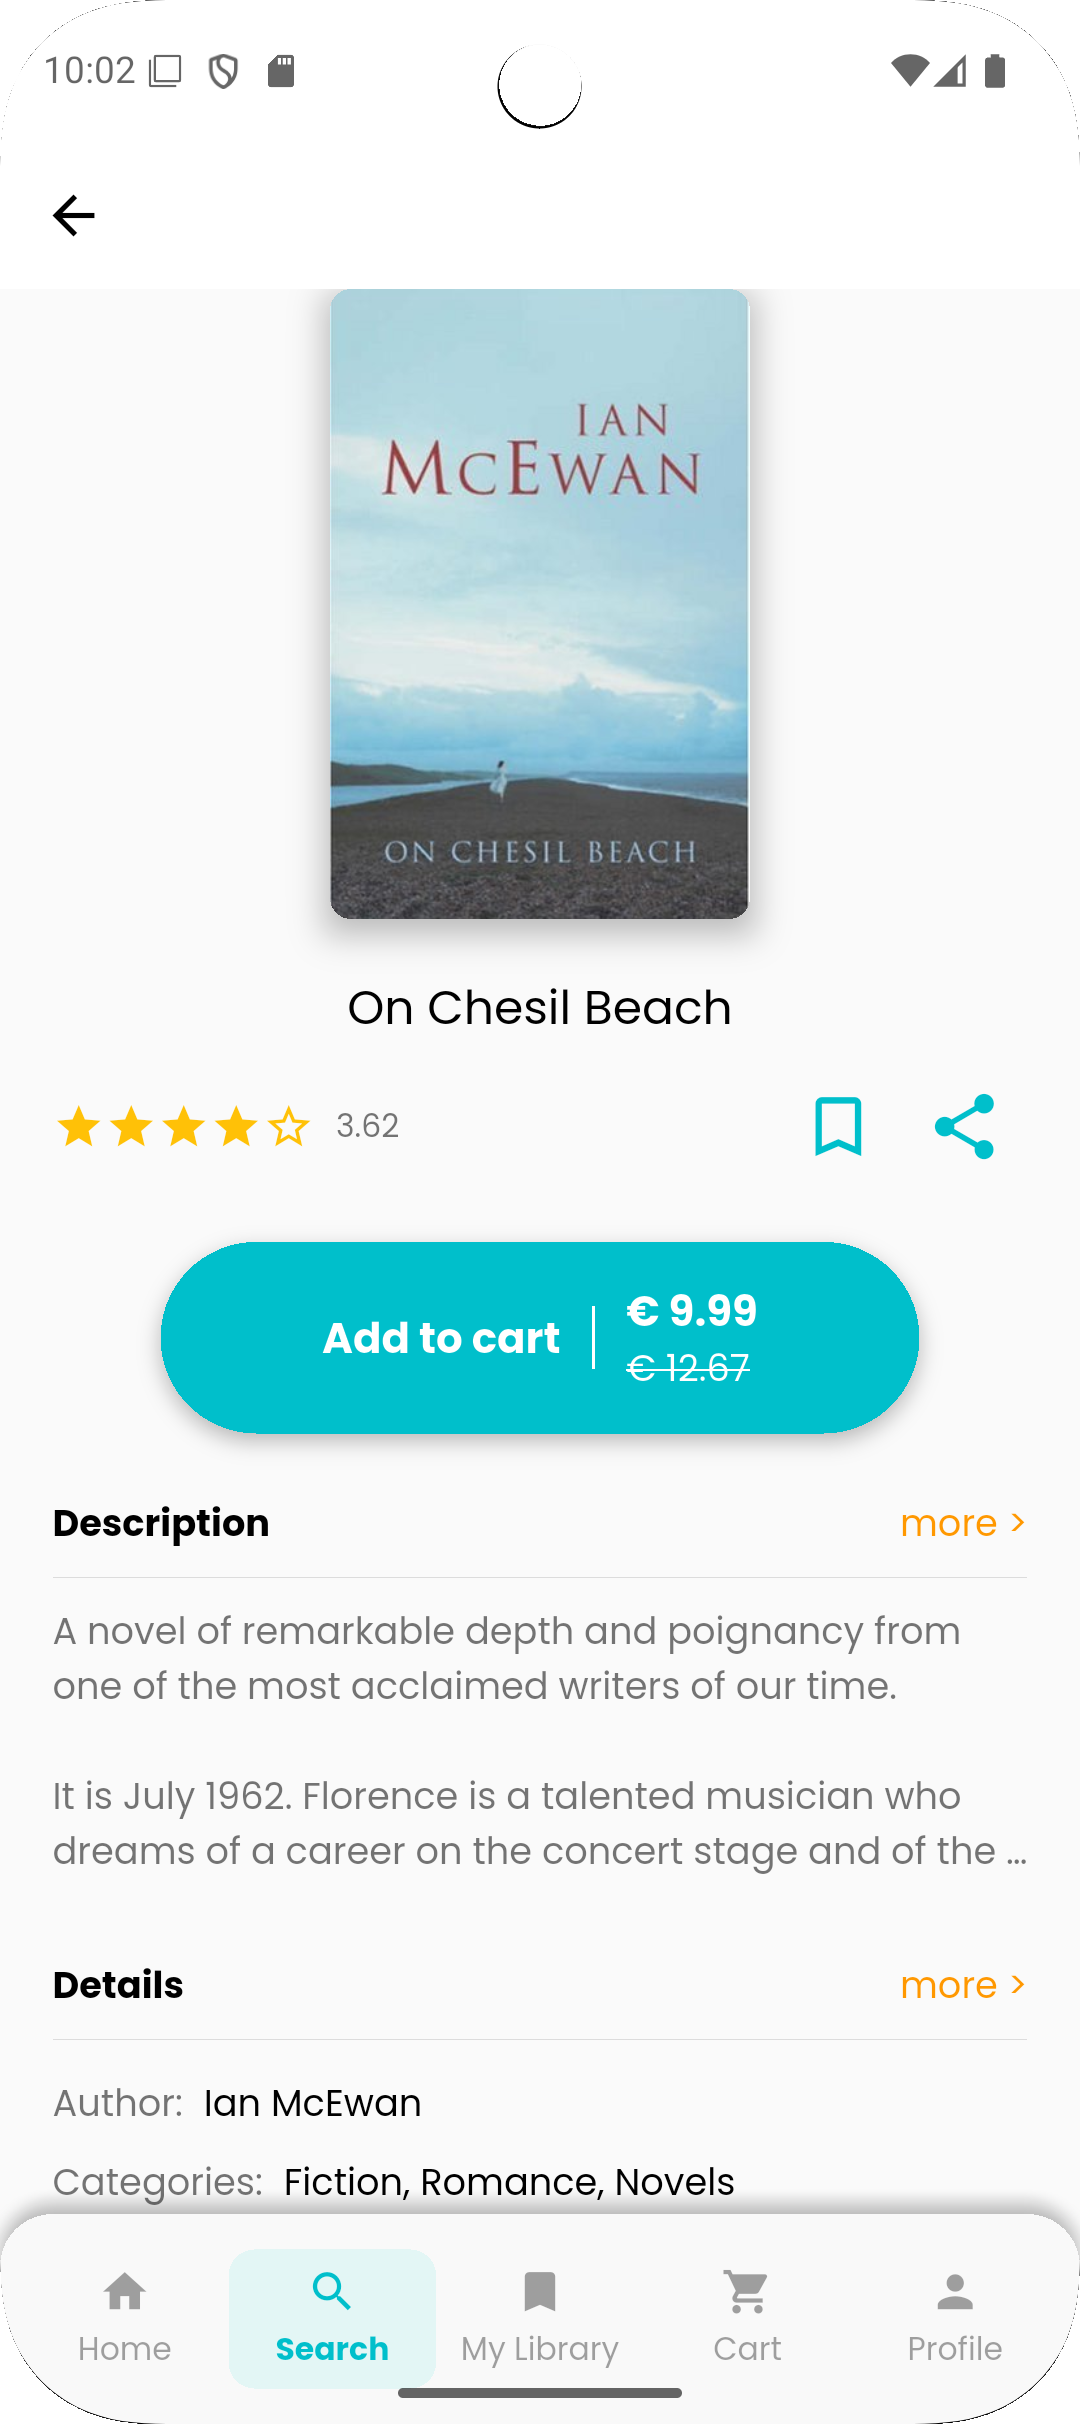 10:02
IAN
MCEWAN
ON CHESIL BEACH
On Chesil Beach
3.62
Add to cart
€ 9.99
€ 12.67
Description
more >
A novel of remarkable depth and poignancy from
one of the most acclaimed writers of our time.
It is July 1962. Florence is a talented musician who
dreams of a career on the concert stage and of the ...
Details
more >
Author: Ian McEwan
Categories: Fiction, Romance, Novels
Home
Search
My Library
Cart
Profile